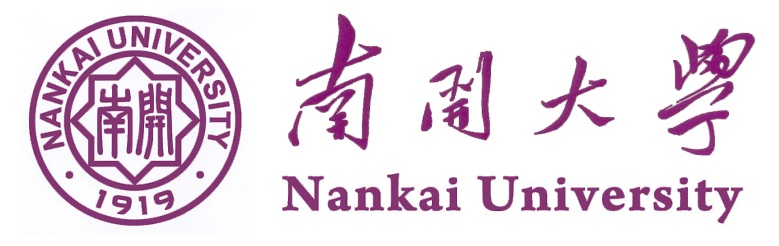 NANKAI UNIVERSITY
南開
1919
南開大學
Nankai University